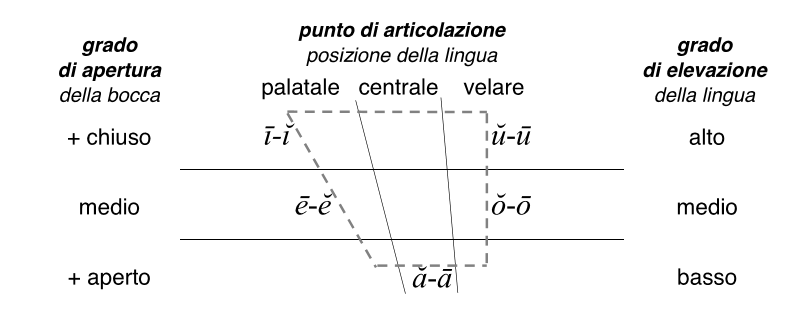 punto di articolazione
posizione della lingua
grado
di apertura
della bocca
grado
di elevazione
della lingua
palatale centrale velare
+ chiuso ī-ĭ ŭ-ū alto
medio ē-ĕ ŏ-ō medio
+ aperto ă-ā basso